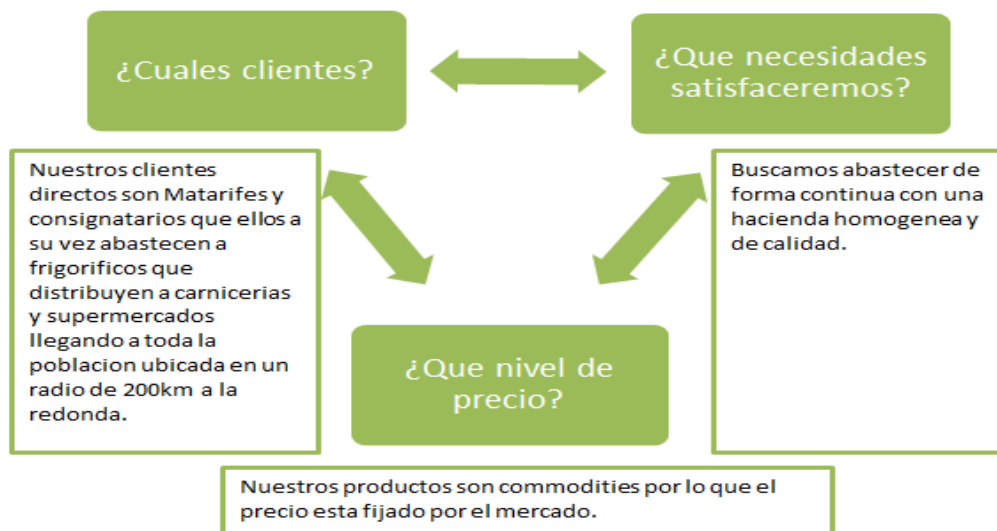 ¿Cuales clientes?
¿Que necesidades
satisfaceremos?
Nuestros clientes
directos son Matarifes y
consignatarios que ellos a
su vez abastecen a
frigorificos que
distribuyen a carnicerias
y supermercados
llegando a toda la
poblacion ubicada en un
radio de 200km a la
redonda.
Buscamos abastecer de
forma continua con una
hacienda homogenea y
de calidad.
¿Que nivel de
precio?
Nuestros productos son commodities por lo que el
precio esta fijado por el mercado.